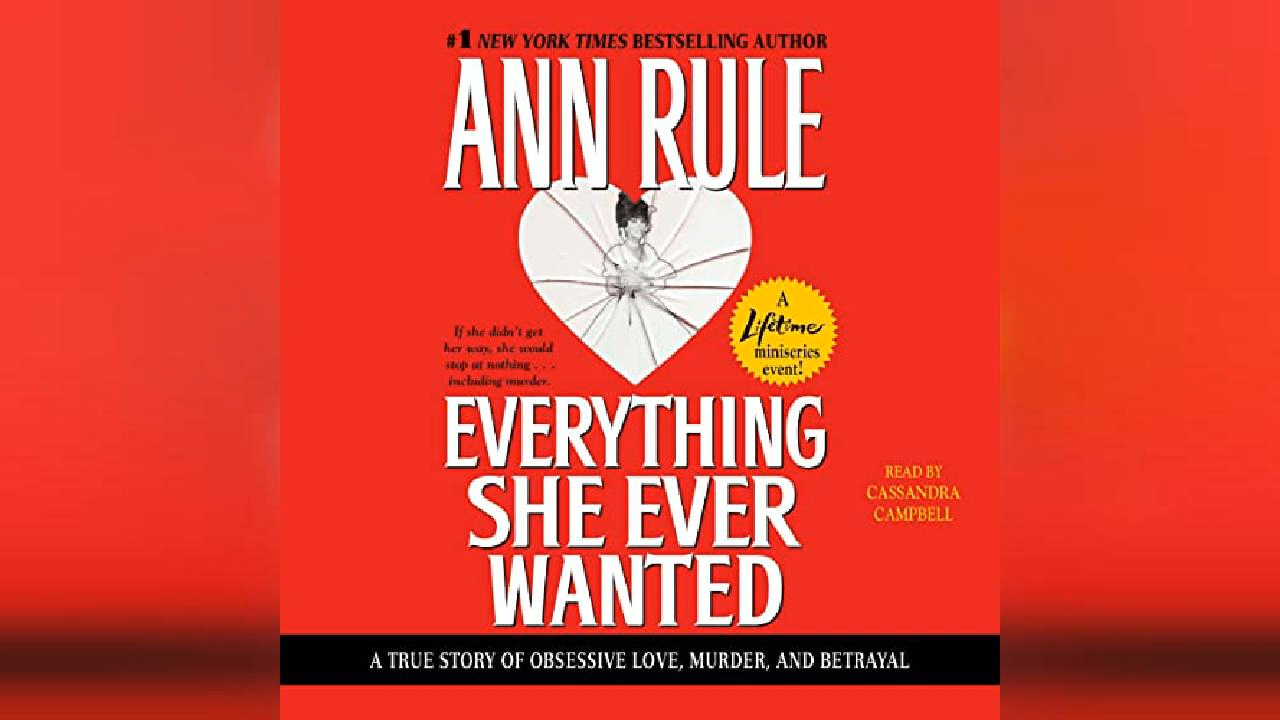 #1 NEW YORK TIMES BESTSELLING AUTHOR
ANN RULE
If she didn't get
her way, she would
stop at nothing . . .
including murder.
A
Lifetime
miniseries
event!
EVERYTHING
SHE EVER
WANTED
READ BY
CASSANDRA
CAMPBELL
A TRUE STORY OF OBSESSIVE LOVE, MURDER, AND BETRAYAL